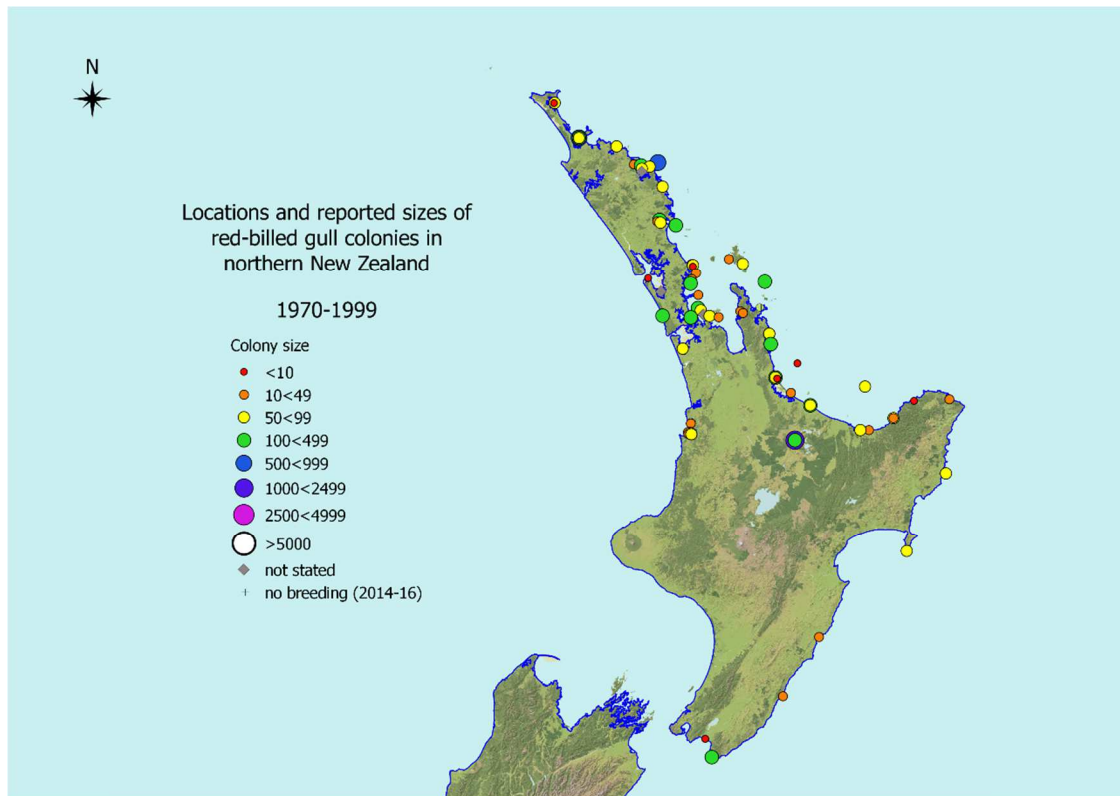 N
Locations and reported sizes of
red-billed gull colonies in
northern New Zealand
1970-1999
Colony size
<10
10<49
50<99
100<499
500<999
1000<2499
2500<4999
>5000
not stated
no breeding (2014-16)